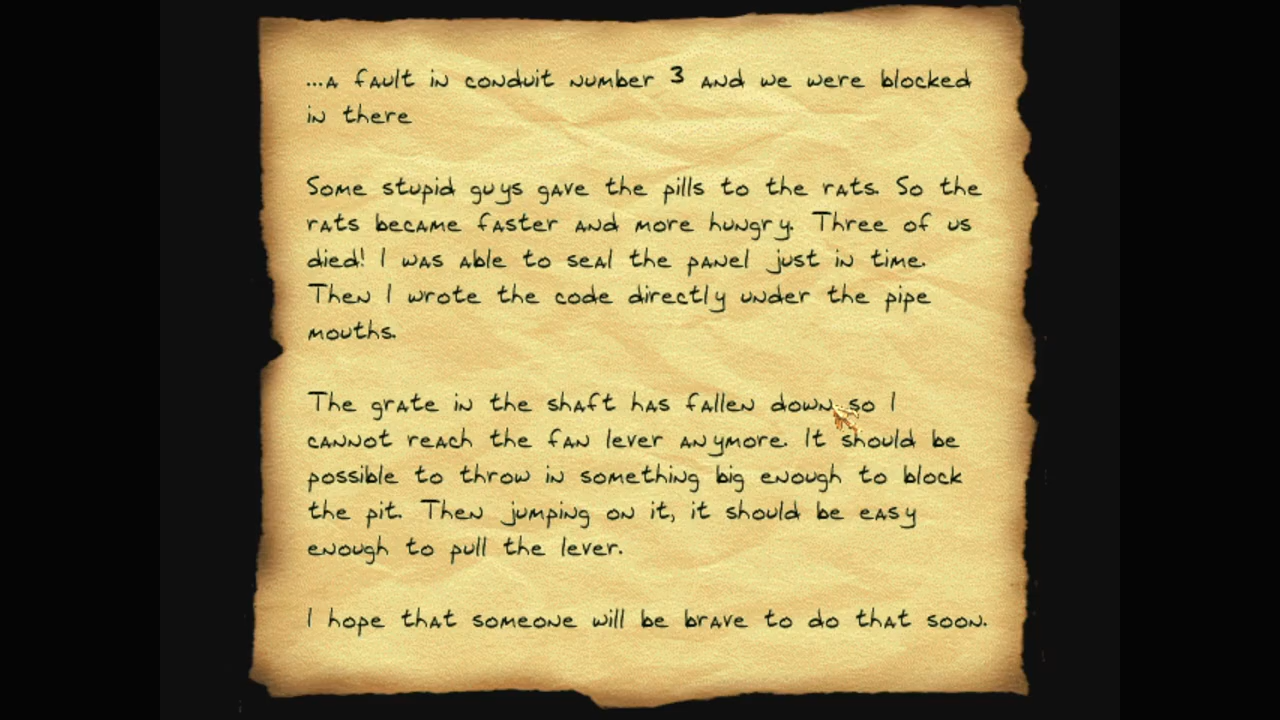 ...a fault in conduit number 3 and we were blocked
in there
Some stupid guys gave the pills to the rats. So the
rats became faster and more hungry. Three of us
died! I was able to seal the panel just in time.
Then I wrote the code directly under the pipe
mouths.
The grate in the shaft has fallen down so I
cannot reach the fan lever anymore. It should be
possible to throw in something big enough to block
the pit. Then jumping on it, it should be easy
enough to pull the lever.
I hope that someone will be brave to do that soon.